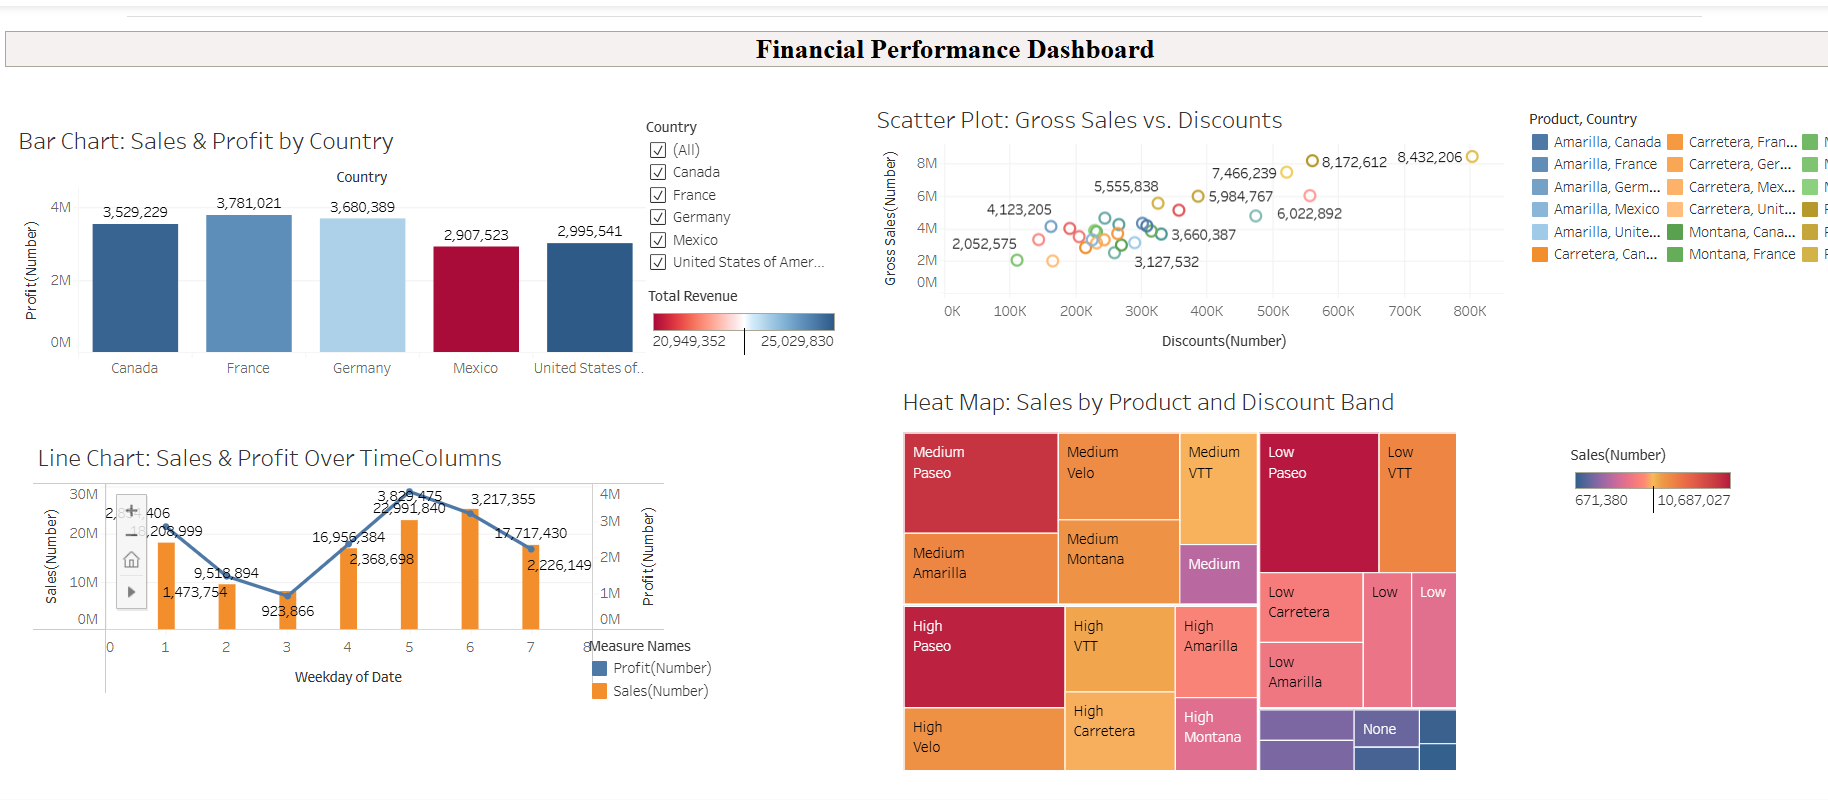 Financial Performance Dashboard
Bar Chart: Sales & Profit by Country
Country
Profit(Number)
4M
2M
0M
3,529,229
3,781,021
3,680,389
2,907,523
2,995,541
Canada
France
Germany
Mexico
United States of..
Country
(All)
Canada
France
Germany
Mexico
United States of Amer...
Total Revenue
20,949,352
25,029,830
Scatter Plot: Gross Sales vs. Discounts
Gross Sales(Number)
8M
6M
4M
2M
0M
8,172,612
8,432,206
7,466,239
5,555,838
5,984,767
4,123,205
6,022,892
2,052,575
3,660,387
3,127,532
0K
100K
200K
300K
400K
500K
600K
700K
800K
Discounts(Number)
Product, Country
Amarilla, Canada
Amarilla, France
Amarilla, Germ...
Amarilla, Mexico
Amarilla, Unite...
Carretera, Can...
Carretera, Fran...
Carretera, Ger...
Carretera, Mex...
Carretera, Unit...
Montana, Cana...
Montana, France
Line Chart: Sales & Profit Over TimeColumns
Sales(Number)
30M
20M
10M
0M
18,208,999
1,473,754
9,518,894
923,866
16,956,384
2,368,698
3,829,475
22,991,840
3,217,355
17,717,430
2,226,149
4M
3M
2M
1M
0M
Profit(Number)
0
1
2
3
4
5
6
7
8
Weekday of Date
Measure Names
Profit(Number)
Sales(Number)
Heat Map: Sales by Product and Discount Band
Medium
Paseo
Medium
Velo
Medium
VTT
Low
Paseo
Low
VTT
Medium
Amarilla
Medium
Montana
Medium
Low
Carretera
Low
Low
Low
Amarilla
High
Paseo
High
VTT
High
Amarilla
High
Velo
High
Carretera
High
Montana
None
Sales(Number)
671,380
10,687,027